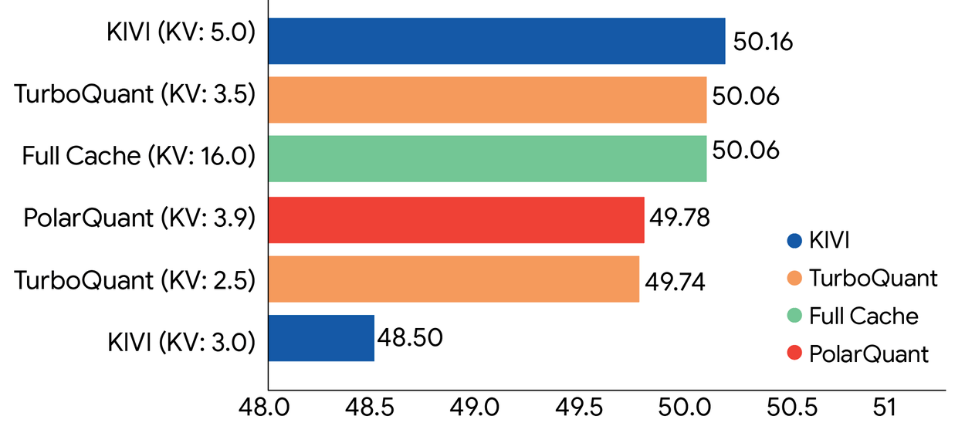 KIVI (KV: 5.0) 50.16
TurboQuant (KV: 3.5) 50.06
Full Cache (KV: 16.0) 50.06
PolarQuant (KV: 3.9) 49.78
TurboQuant (KV: 2.5) 49.74
KIVI (KV: 3.0) 48.50
KIVI
TurboQuant
Full Cache
PolarQuant
48.0 48.5 49.0 49.5 50.0 50.5 51